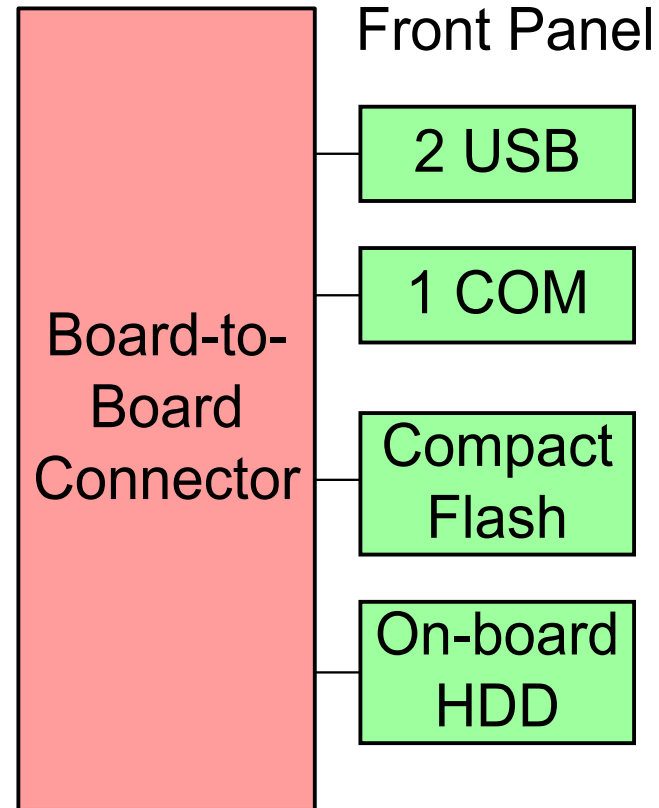 Front Panel
2 USB
1 COM
Board-to-
Board
Connector
Compact
Flash
On-board
HDD